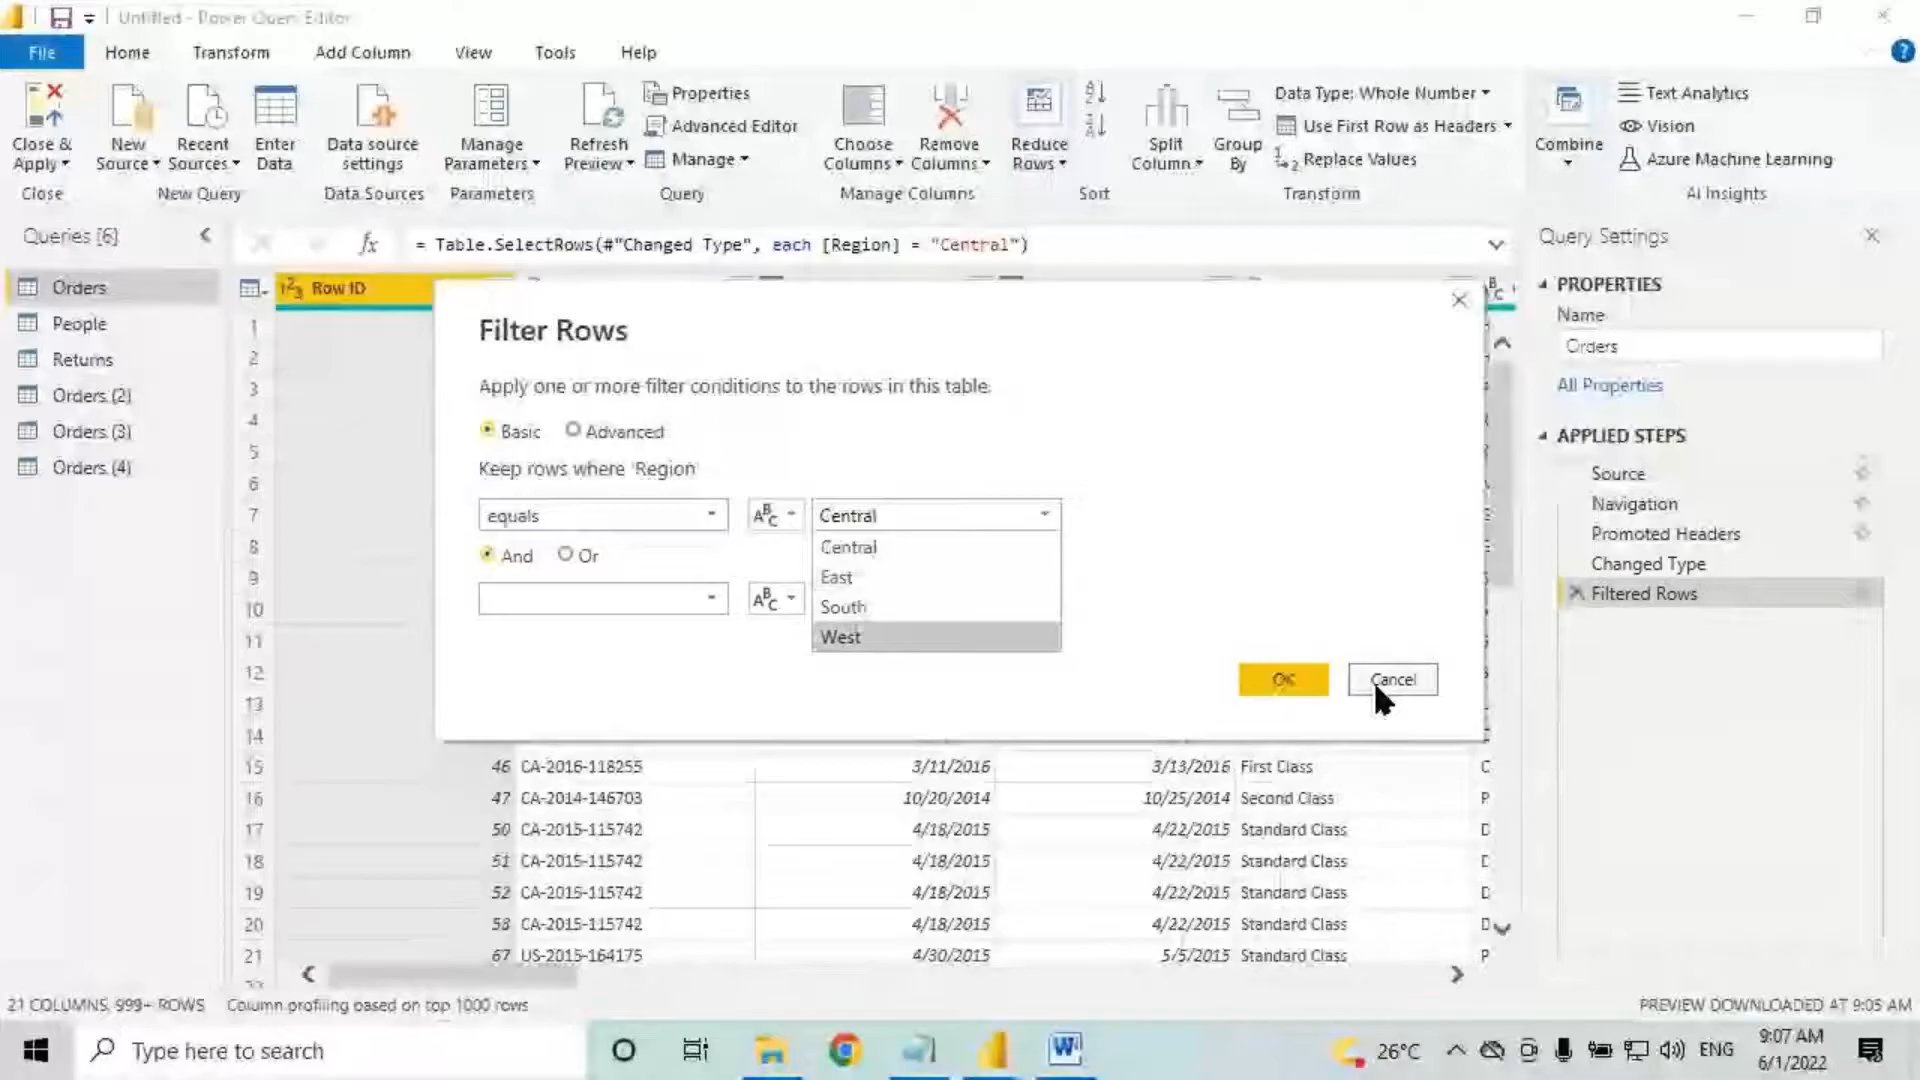 Untitled - Power Query Editor
File Home Transform Add Column View Tools Help
Close & Apply
New Source
Recent Sources
Enter Data
Data source settings
Manage Parameters
Refresh Preview
Properties
Advanced Editor
Manage
Choose Columns
Remove Columns
Reduce Rows
Split Column
Group By
Data Type: Whole Number
Use First Row as Headers
Replace Values
Combine
Text Analytics
Vision
Azure Machine Learning
Close New Query Data Sources Parameters Query Manage Columns Sort Transform AI Insights
Queries [6]
fx = Table.SelectRows(#"Changed Type", each [Region] = "Central")
Orders
People
Returns
Orders (2)
Orders (3)
Orders (4)
Row ID
1
2
3
4
5
6
7
8
9
10
11
12
13
14
Filter Rows
Apply one or more filter conditions to the rows in this table.
Basic Advanced
Keep rows where 'Region'
equals ABC Central
Central
And Or
East
ABC
South
West
OK Cancel
15 46 CA-2016-118255 3/11/2016 3/13/2016 First Class C
16 47 CA-2014-146703 10/20/2014 10/25/2014 Second Class P
17 50 CA-2015-115742 4/18/2015 4/22/2015 Standard Class D
18 51 CA-2015-115742 4/18/2015 4/22/2015 Standard Class D
19 52 CA-2015-115742 4/18/2015 4/22/2015 Standard Class D
20 53 CA-2015-115742 4/18/2015 4/22/2015 Standard Class D
21 67 US-2015-164175 4/30/2015 5/5/2015 Standard Class P
Query Settings
PROPERTIES
Name
Orders
All Properties
APPLIED STEPS
Source
Navigation
Promoted Headers
Changed Type
Filtered Rows
21 COLUMNS, 999+ ROWS Column profiling based on top 1000 rows PREVIEW DOWNLOADED AT 9:05 AM
Type here to search 26°C ENG 9:07 AM
6/1/2022